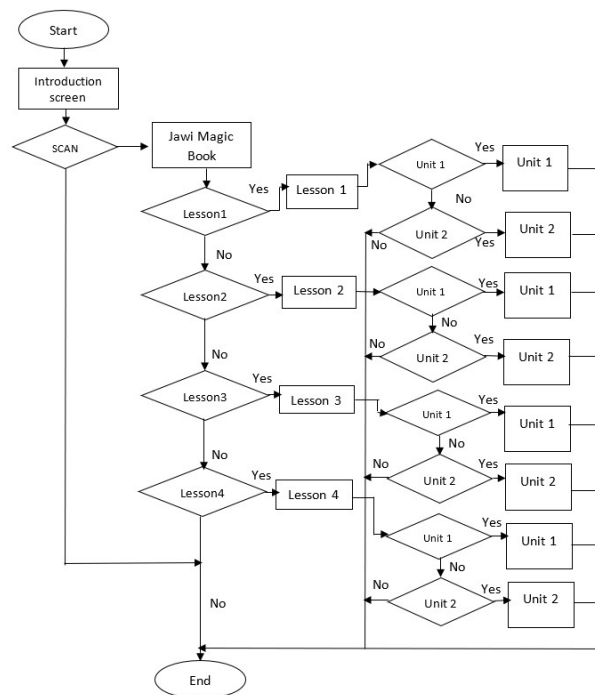 Start
Introduction
screen
SCAN
Jawi Magic
Book
Lesson1
Yes
Lesson 1
Unit 1
Yes
Unit 1
No
Unit 2
No
Yes
Unit 2
No
Lesson2
Yes
Lesson 2
Unit 1
Yes
Unit 1
No
Unit 2
No
Yes
Unit 2
No
Lesson3
Yes
Lesson 3
Unit 1
Yes
Unit 1
No
Unit 2
No
Yes
Unit 2
No
Lesson4
Yes
Lesson 4
Unit 1
Yes
Unit 1
No
Unit 2
No
Yes
Unit 2
No
End